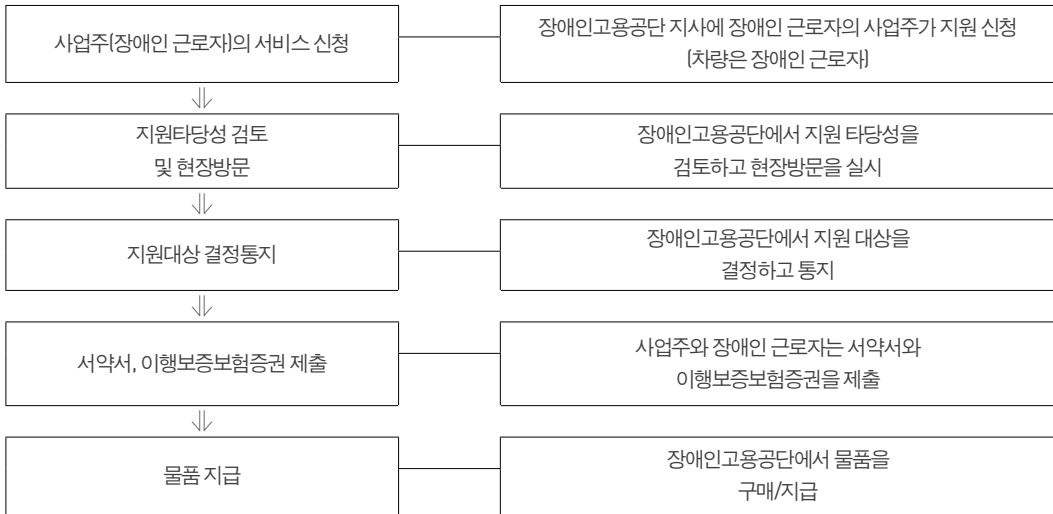 사업주(장애인 근로자)의 서비스 신청
장애인고용공단 지사에 장애인 근로자의 사업주가 지원 신청
(차량은 장애인 근로자)
지원타당성 검토
및 현장방문
장애인고용공단에서 지원 타당성을
검토하고 현장방문을 실시
지원대상 결정통지
장애인고용공단에서 지원 대상을
결정하고 통지
서약서, 이행보증보험증권 제출
사업주와 장애인 근로자는 서약서와
이행보증보험증권을 제출
물품 지급
장애인고용공단에서 물품을
구매/지급